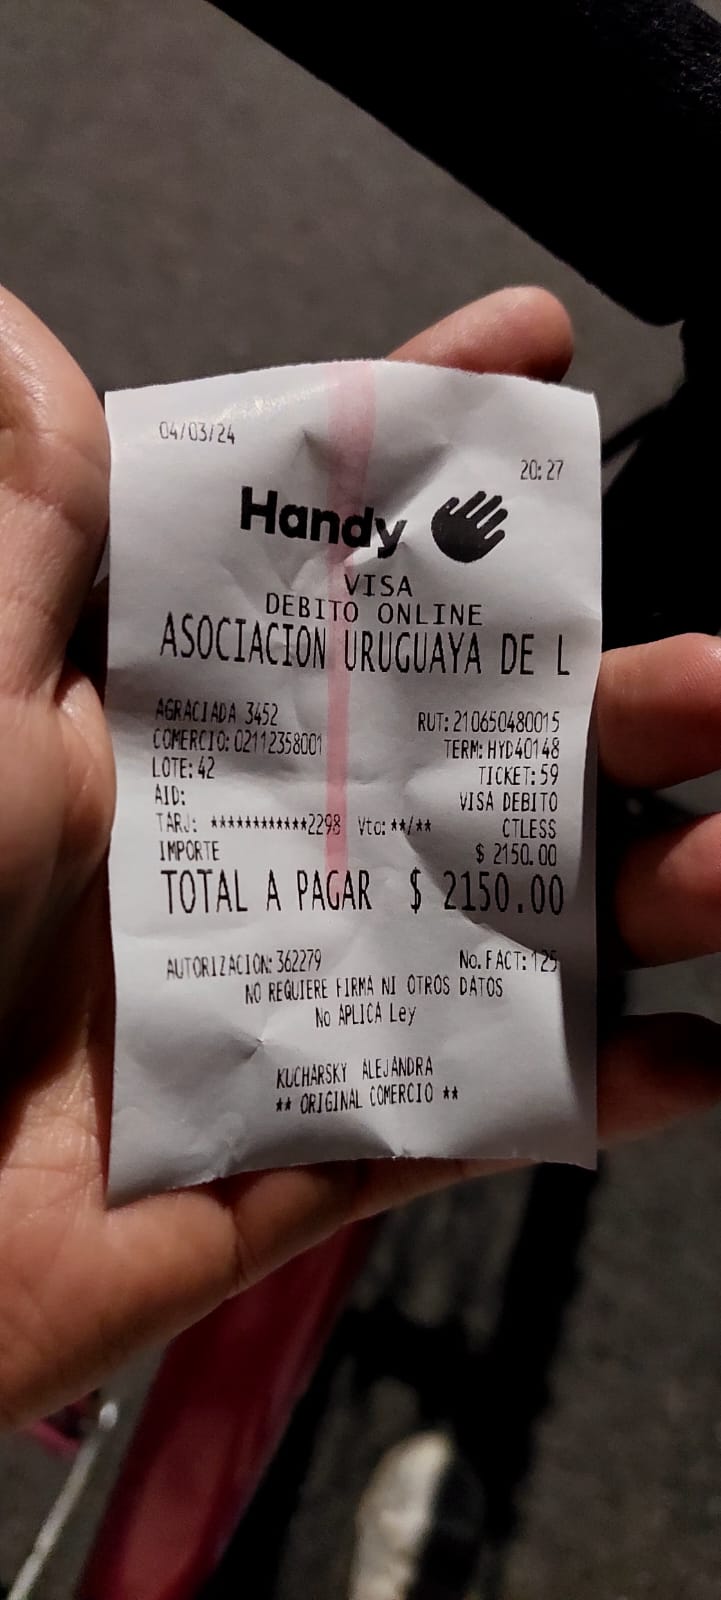 04/03/24
20:27
Handy
VISA
DEBITO ONLINE
ASOCIACION URUGUAYA DE L
AGRACIADA 3452 RUT: 210650480015
COMERCIO: 02112358001 TERM: HYD40148
LOTE: 42 TICKET: 59
AID: VISA DEBITO
TARJ: ************2298 Vto: **/** CTLESS
IMPORTE $ 2150.00
TOTAL A PAGAR $ 2150.00
AUTORIZACION: 362279 No. FACT: 125
NO REQUIERE FIRMA NI OTROS DATOS
No APLICA Ley
KUCHARSKY ALEJANDRA
** ORIGINAL COMERCIO **